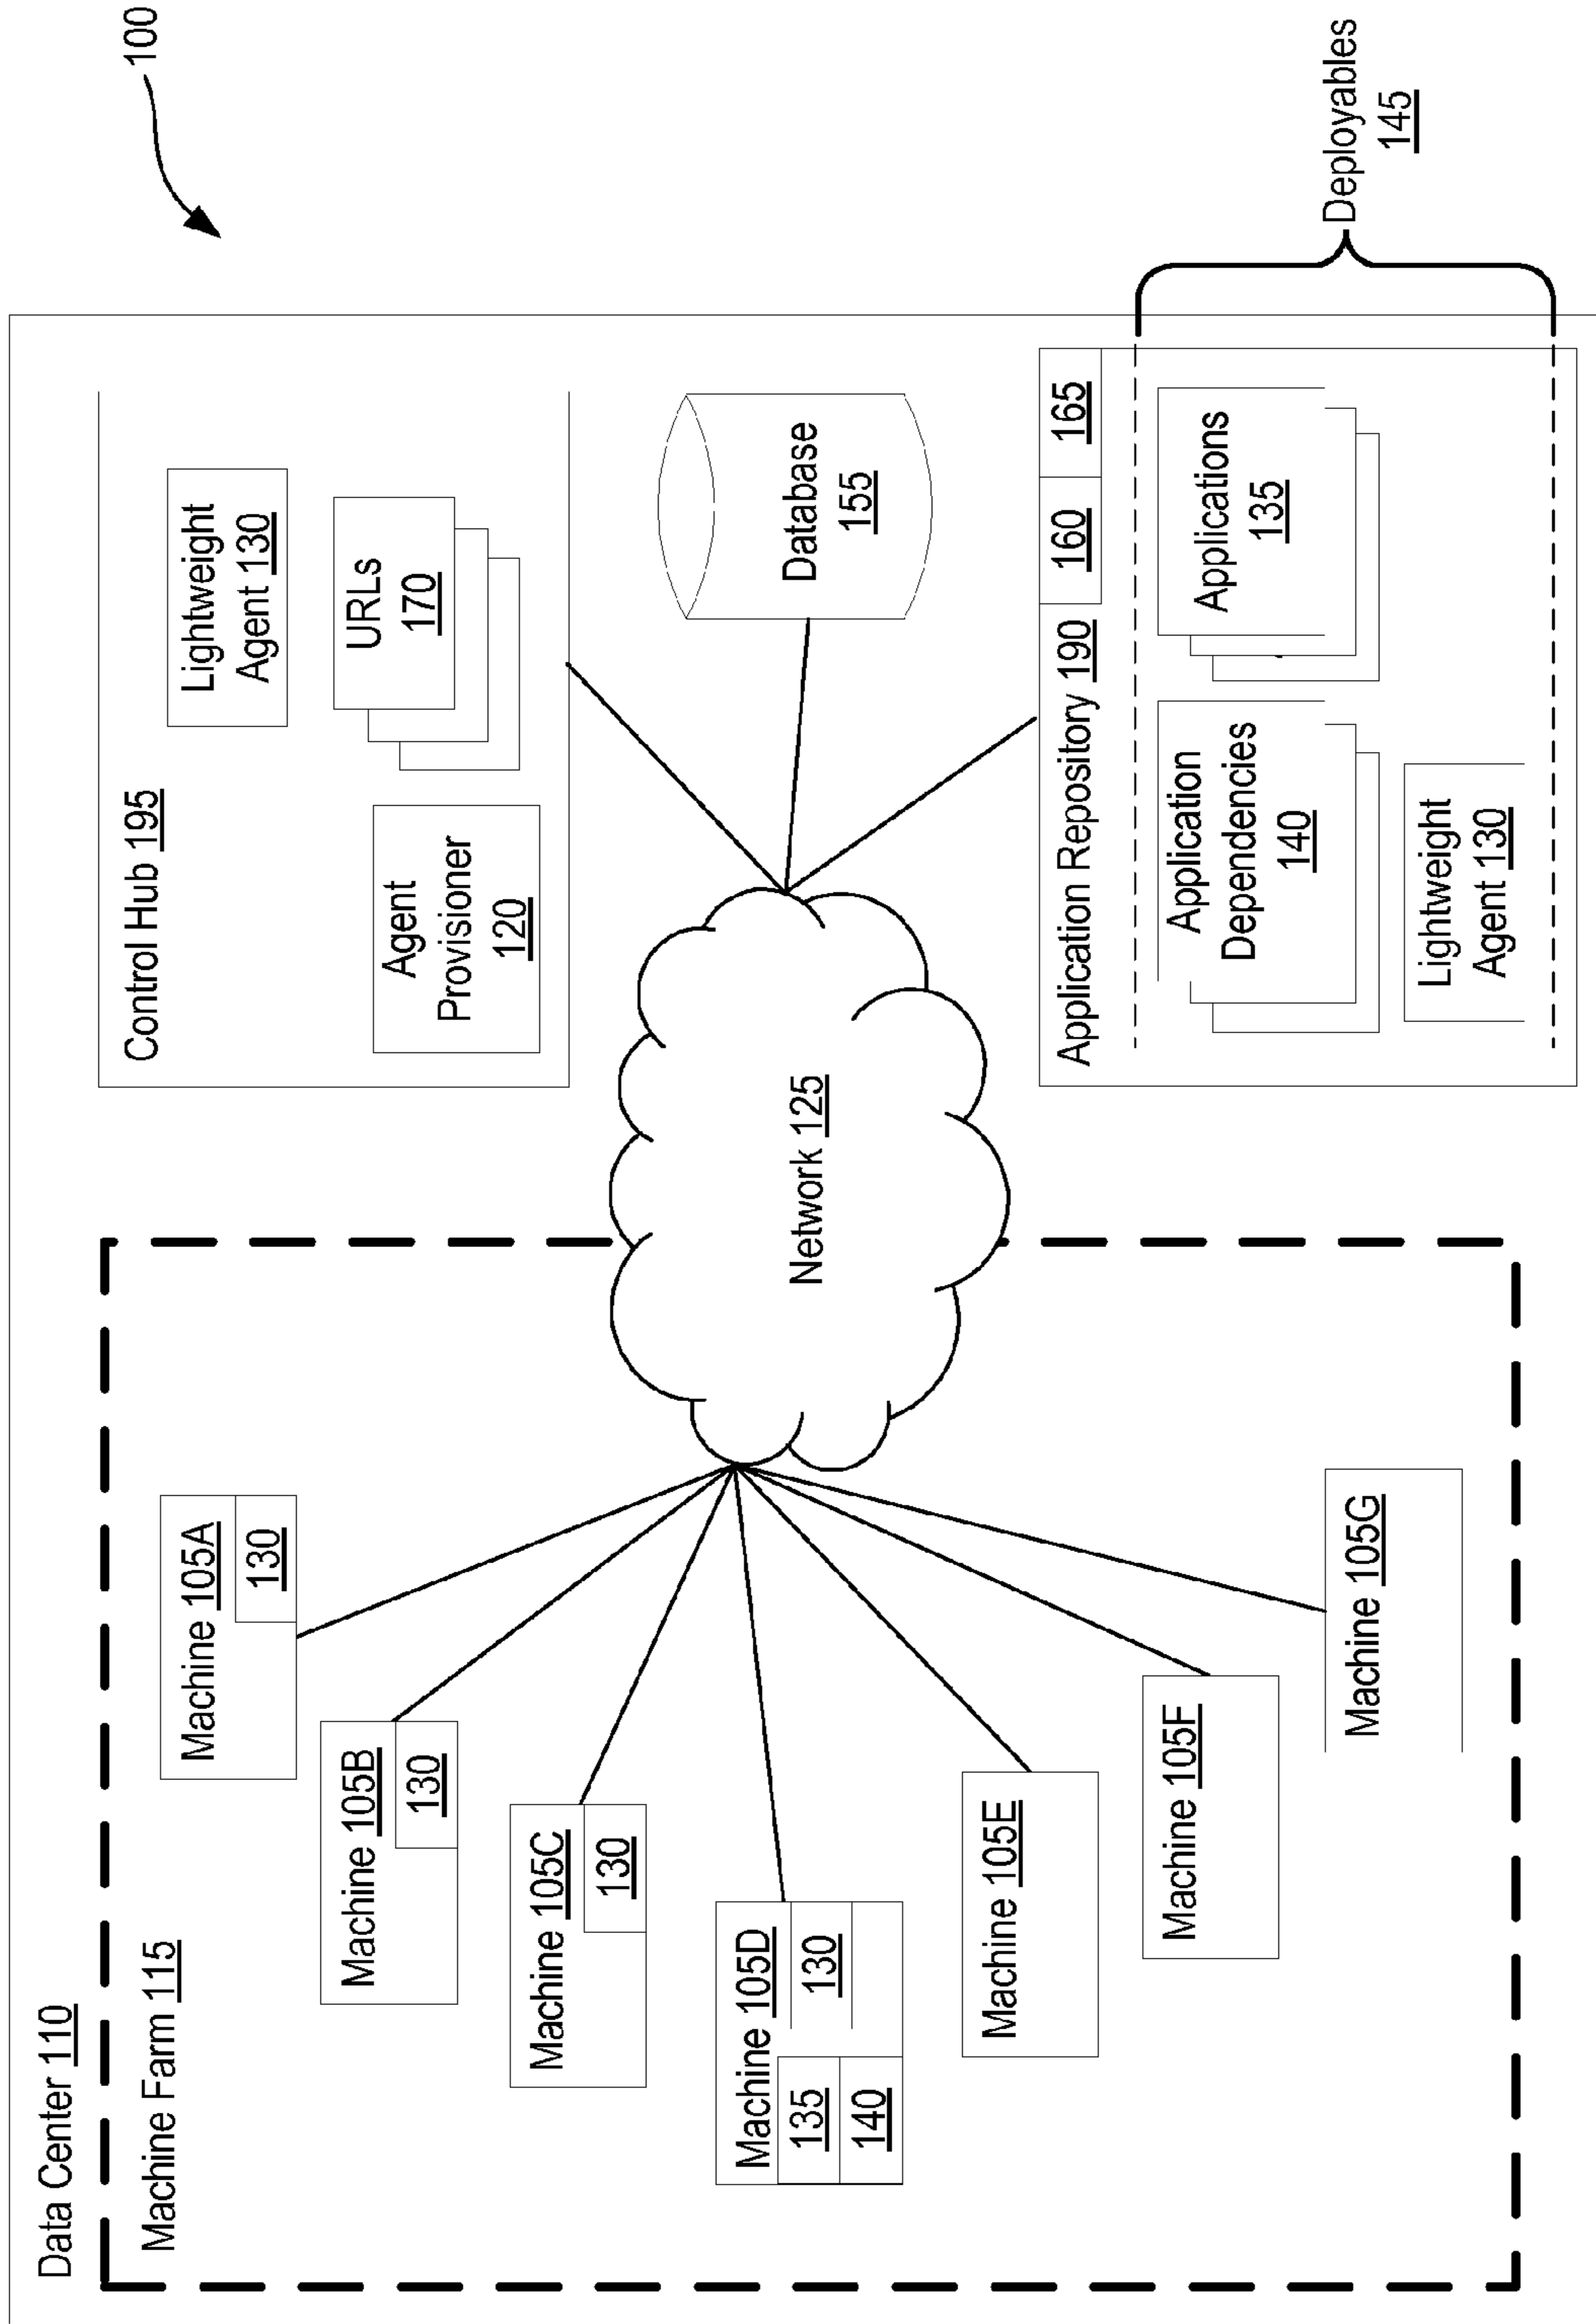 100
Data Center 110
Machine Farm 115
Machine 105A
130
Machine 105B
130
Machine 105C
130
Machine 105D
130
135
140
Machine 105E
Machine 105F
Machine 105G
Network 125
Control Hub 195
Lightweight
Agent 130
URLs
170
Agent
Provisioner
120
Database
155
Application Repository 190
160
165
Application
Dependencies
140
Applications
135
Lightweight
Agent 130
Deployables
145